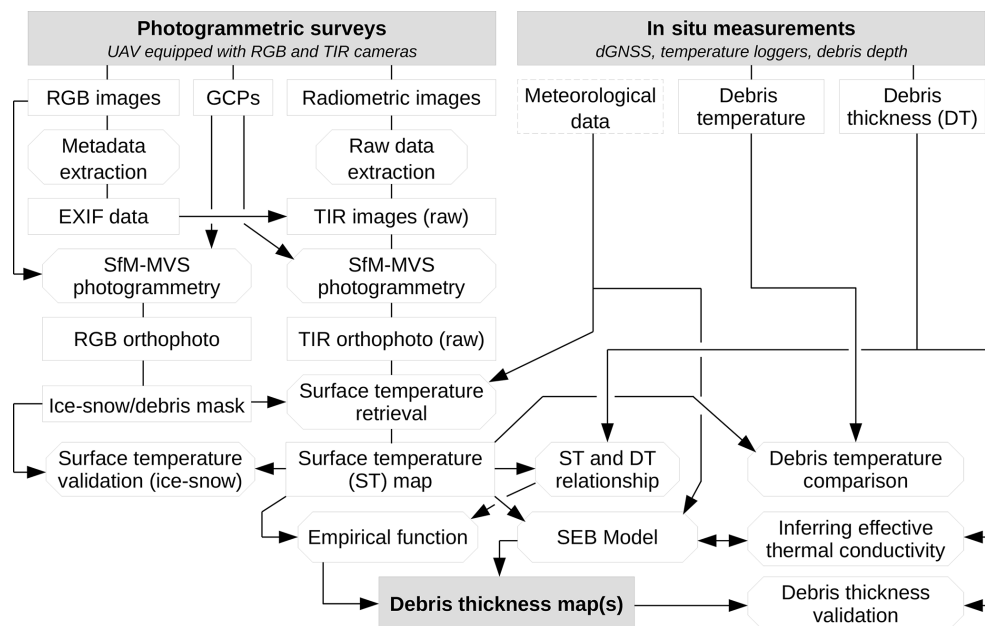 Photogrammetric surveys
UAV equipped with RGB and TIR cameras
In situ measurements
dGNSS, temperature loggers, debris depth
RGB images
GCPs
Radiometric images
Meteorological
data
Debris
temperature
Debris
thickness (DT)
Metadata
extraction
Raw data
extraction
EXIF data
TIR images (raw)
SfM-MVS
photogrammetry
SfM-MVS
photogrammetry
RGB orthophoto
TIR orthophoto (raw)
Ice-snow/debris mask
Surface temperature
retrieval
Surface temperature
validation (ice-snow)
Surface temperature
(ST) map
ST and DT
relationship
Debris temperature
comparison
Empirical function
SEB Model
Inferring effective
thermal conductivity
Debris thickness map(s)
Debris thickness
validation